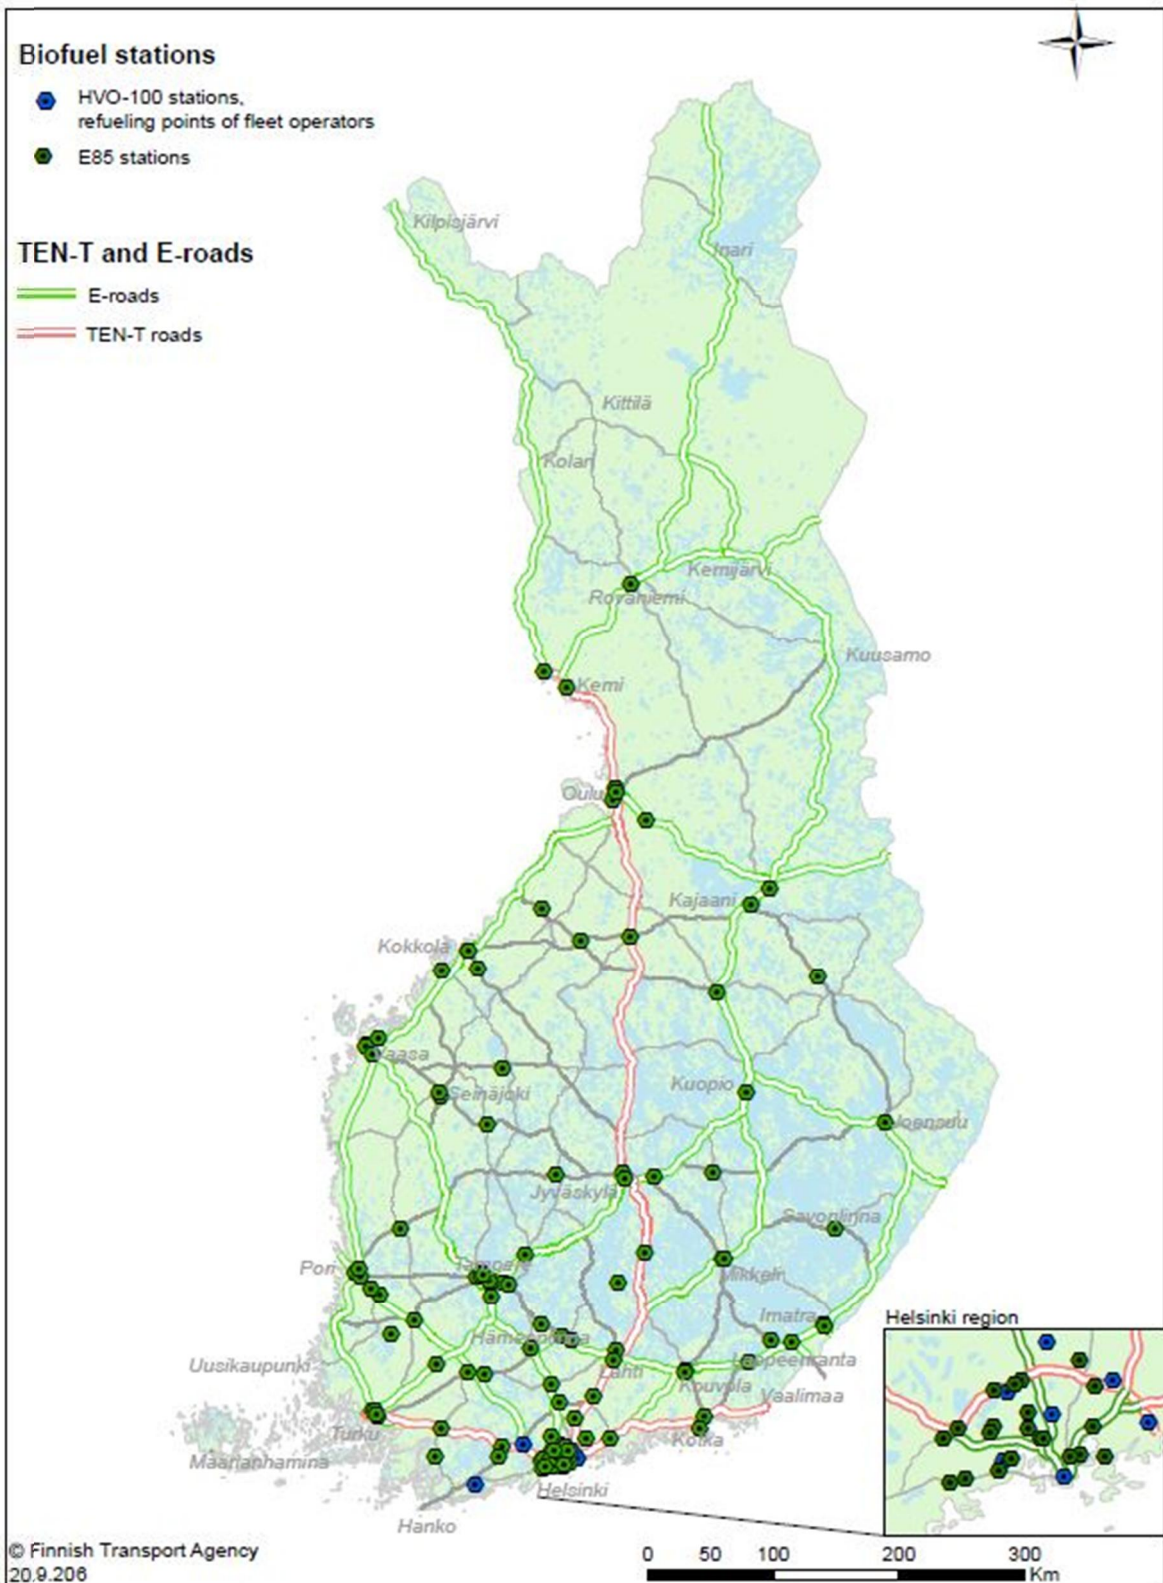 Biofuel stations
HVO-100 stations,
refueling points of fleet operators
E85 stations
TEN-T and E-roads
E-roads
TEN-T roads
Kilpisjärvi
Inari
Kittilä
Kolari
Kemijärvi
Rovaniemi
Kuusamo
Kemi
Oulu
Kajaani
Kokkola
Vaasa
Kuopio
Seinäjoki
Joensuu
Jyväskylä
Savonlinna
Pori
Tampere
Mikkeli
Imatra
Helsinki region
Hämeenlinna
Uusikaupunki
Lahti
Lappeenranta
Kouvola
Vaalimaa
Turku
Kotka
Maarianhamina
Helsinki
Hanko
© Finnish Transport Agency
20.9.206
0 50 100 200 300
Km